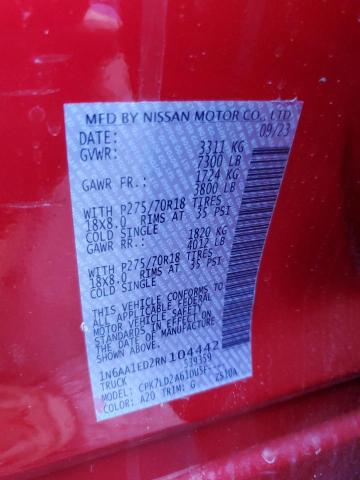 MFD BY NISSAN MOTOR CO., LTD
DATE: 09/23
GVWR: 3311 KG
7300 LB
GAWR FR.: 1724 KG
3800 LB
WITH P275/70R18 TIRES
18X8.0 RIMS AT 35 PSI
COLD SINGLE
GAWR RR.: 1820 KG
4012 LB
WITH P275/70R18 TIRES
18X8.0 RIMS AT 35 PSI
COLD SINGLE
THIS VEHICLE CONFORMS TO
ALL APPLICABLE FEDERAL
MOTOR VEHICLE SAFETY
STANDARDS IN EFFECT ON THE
DATE OF MANUFACTURE
SHOWN ABOVE.
1N6AA1ED2RN104442
TRUCK 519359
MODEL: CPK7LD2A61DUSF----
COLOR: A20 TRIM: G 2510A